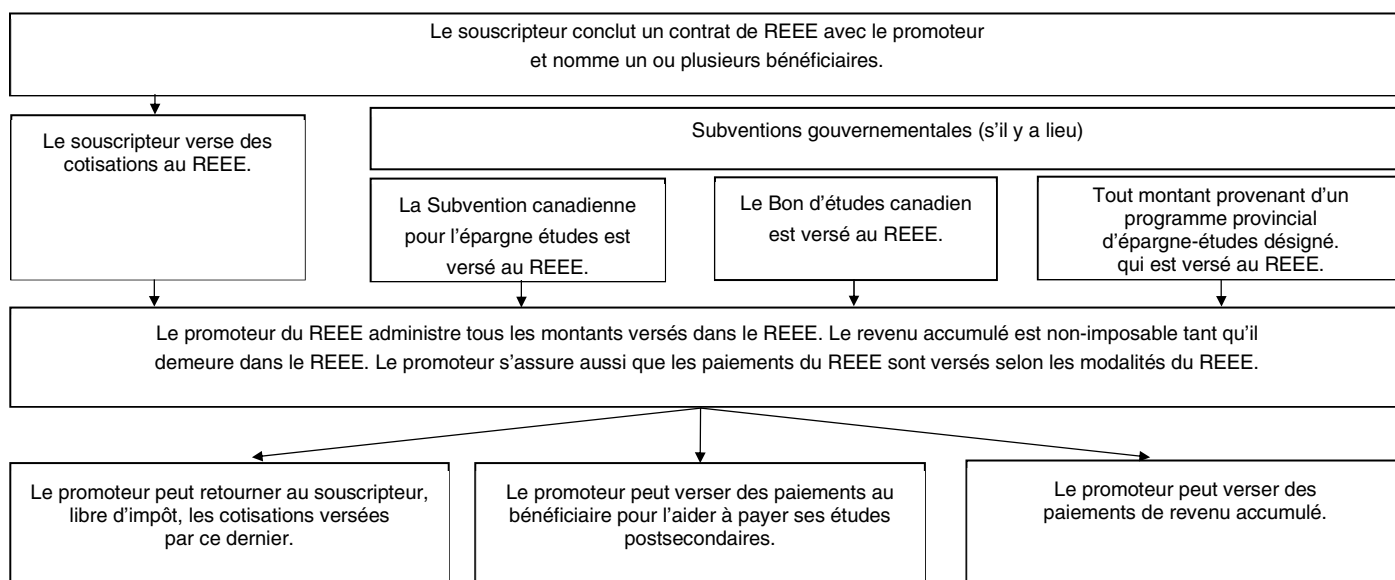 Le souscripteur conclut un contrat de REEE avec le promoteur
et nomme un ou plusieurs bénéficiaires.
Le souscripteur verse des
cotisations au REEE.
Subventions gouvernementales (s'il y a lieu)
La Subvention canadienne
pour l'épargne études est
versé au REEE.
Le Bon d'études canadien
est versé au REEE.
Tout montant provenant d'un
programme provincial
d'épargne-études désigné.
qui est versé au REEE.
Le promoteur du REEE administre tous les montants versés dans le REEE. Le revenu accumulé est non-imposable tant qu'il
demeure dans le REEE. Le promoteur s'assure aussi que les paiements du REEE sont versés selon les modalités du REEE.
Le promoteur peut retourner au souscripteur,
libre d'impôt, les cotisations versées
par ce dernier.
Le promoteur peut verser des paiements au
bénéficiaire pour l'aider à payer ses études
postsecondaires.
Le promoteur peut verser des
paiements de revenu accumulé.